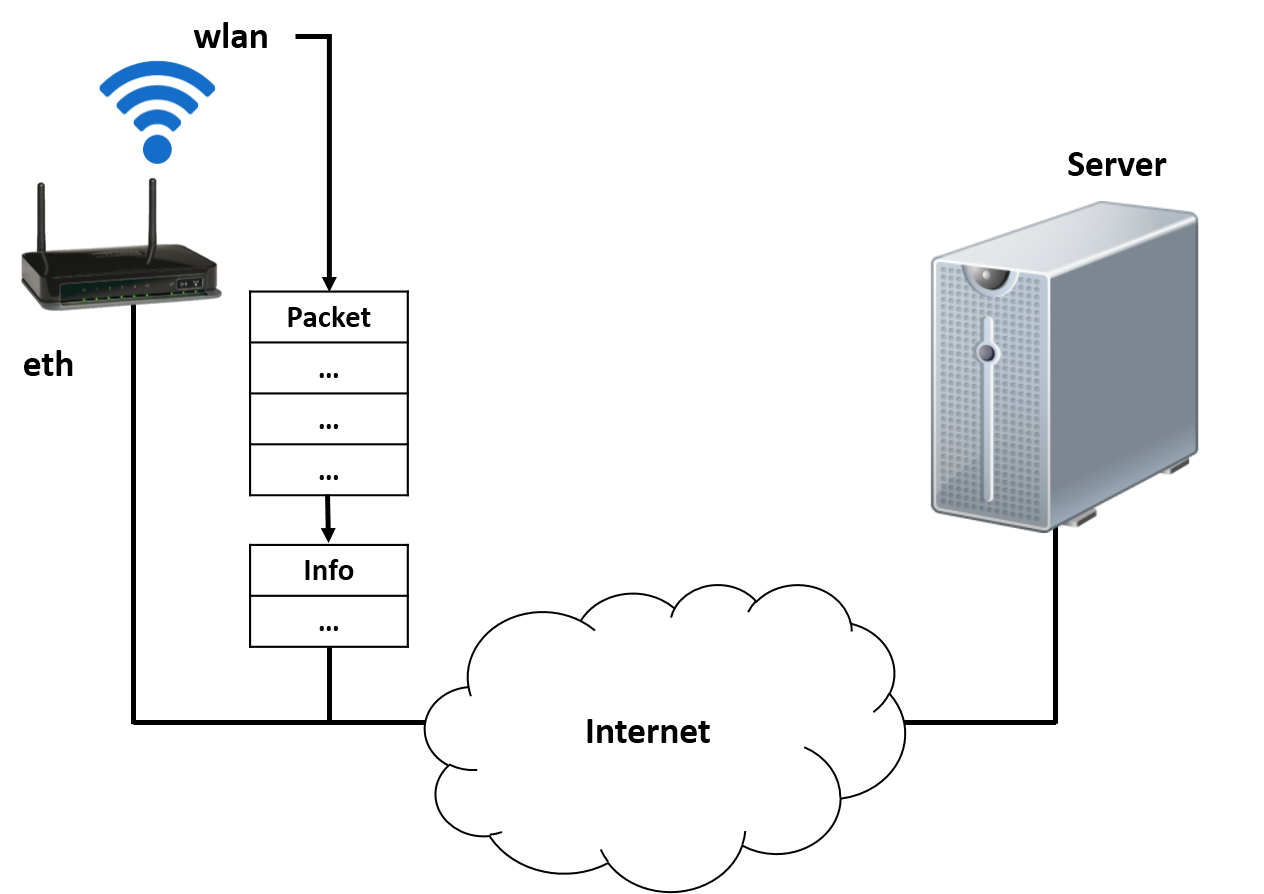 wlan
Server
Packet
eth
...
...
...
Info
...
Internet